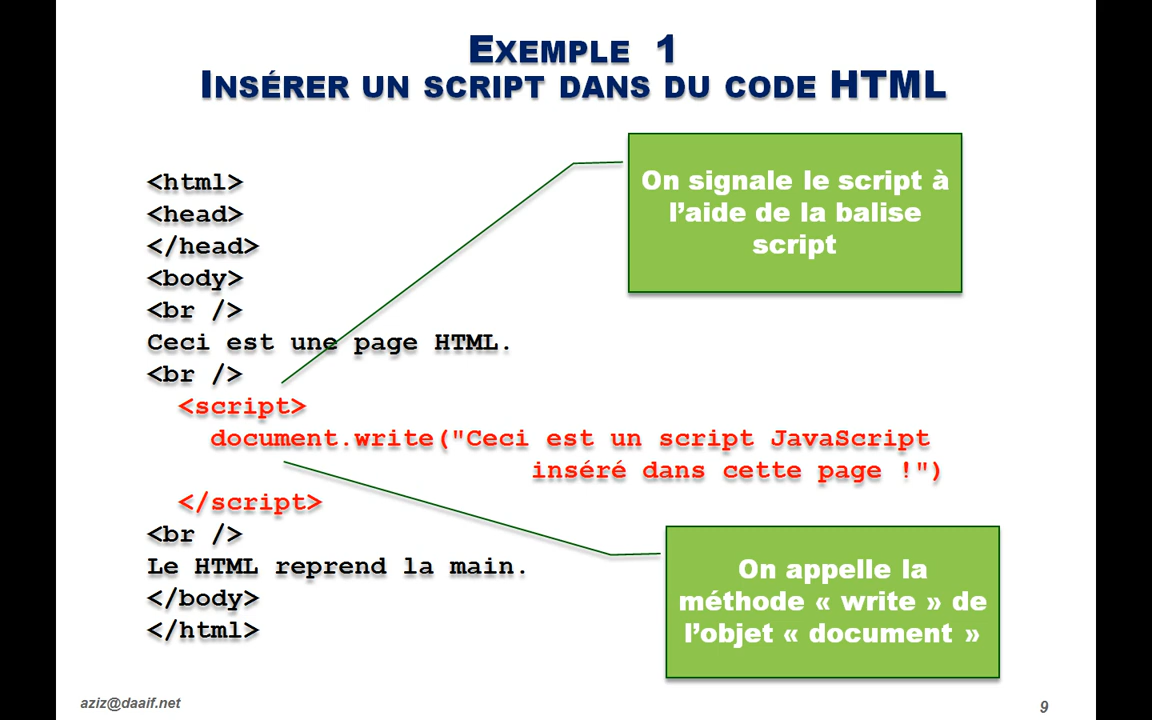 EXEMPLE 1
INSÉRER UN SCRIPT DANS DU CODE HTML
On signale le script à
l’aide de la balise
script
<html>
<head>
</head>
<body>
<br />
Ceci est une page HTML.
<br />
<script>
document.write("Ceci est un script JavaScript
inséré dans cette page !")
</script>
<br />
Le HTML reprend la main.
</body>
</html>
On appelle la
méthode « write » de
l’objet « document »
aziz@daaif.net
9